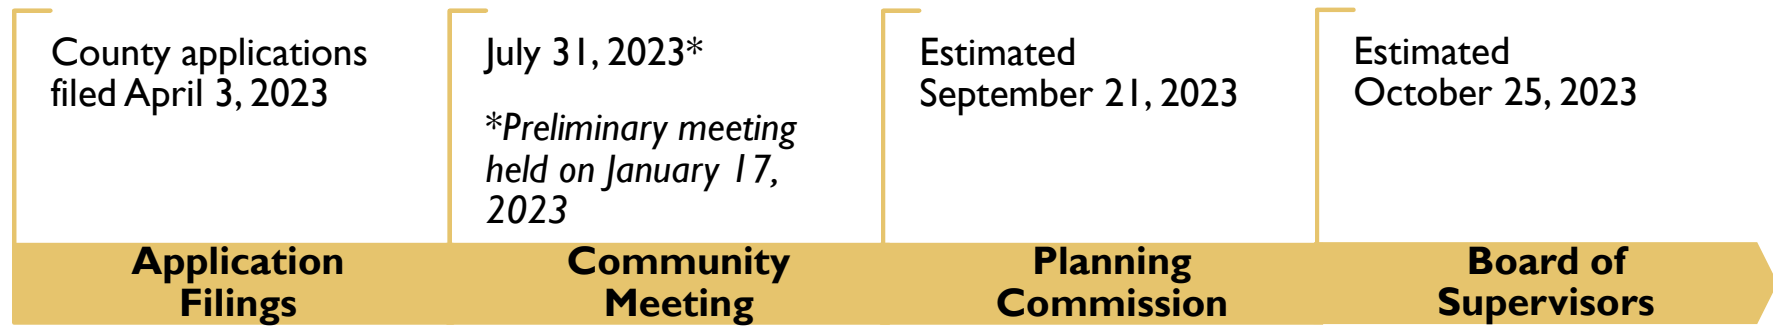 County applications
filed April 3, 2023
July 31, 2023*
*Preliminary meeting
held on January 17,
2023
Estimated
September 21, 2023
Estimated
October 25, 2023
Application
Filings
Community
Meeting
Planning
Commission
Board of
Supervisors